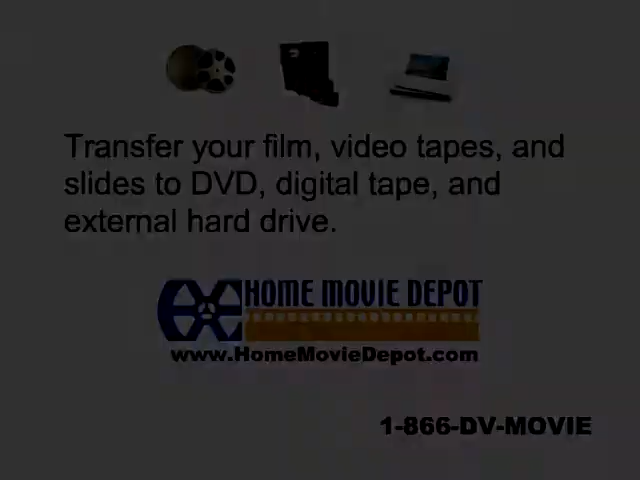 Transfer your film, video tapes, and
slides to DVD, digital tape, and
external hard drive.
HOME MOVIE DEPOT
www.HomeMovieDepot.com
1-866-DV-MOVIE